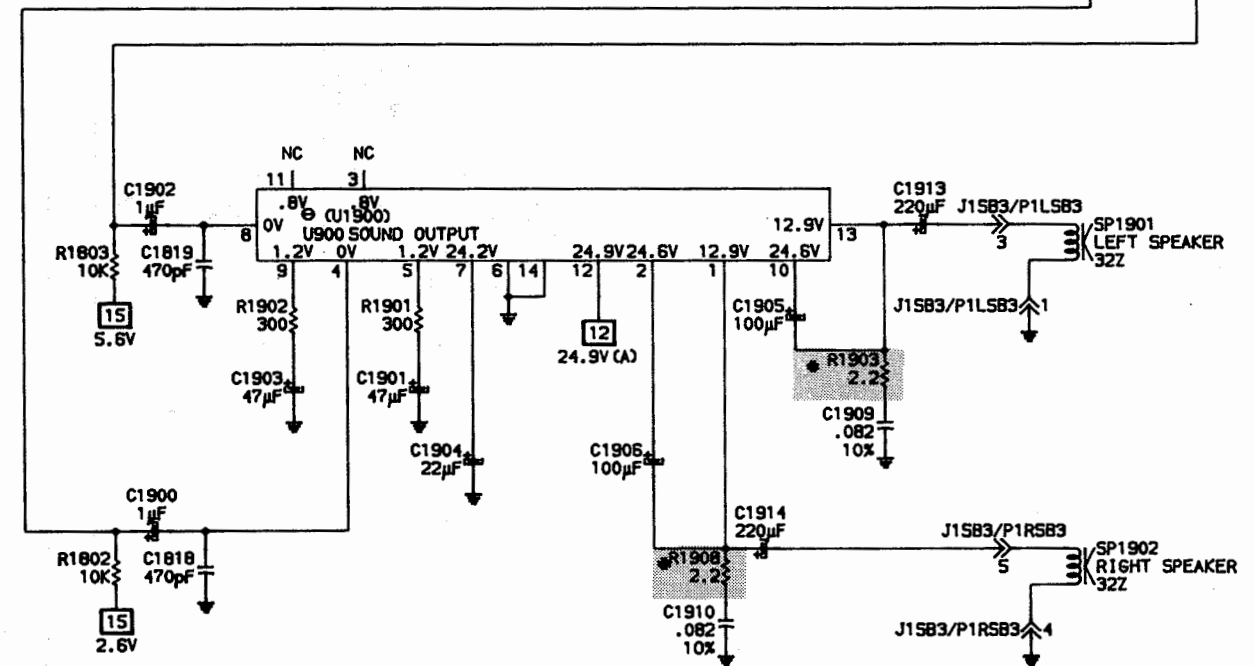 NC NC
11 3
.8V .8V
⊖ (U1900)
U900 SOUND OUTPUT
0V
8
1.2V 0V 1.2V 24.2V 24.9V 24.6V 12.9V 24.6V
9 4 5 7 6 14 12 2 1 10
12.9V
13
C1902
1µF
R1803
10K
C1819
470pF
15
5.6V
R1902
300
R1901
300
C1903
47µF
C1901
47µF
C1904
22µF
12
24.9V (A)
C1905
100µF
R1903
2.2
C1909
.082
10%
C1913
220µF
J1SB3/P1LSB3
3
SP1901
LEFT SPEAKER
32Z
J1SB3/P1LSB3
1
C1906
100µF
C1900
1µF
R1802
10K
C1818
470pF
15
2.6V
C1914
220µF
R1908
2.2
C1910
.082
10%
J1SB3/P1RSB3
5
SP1902
RIGHT SPEAKER
32Z
J1SB3/P1RSB3
4